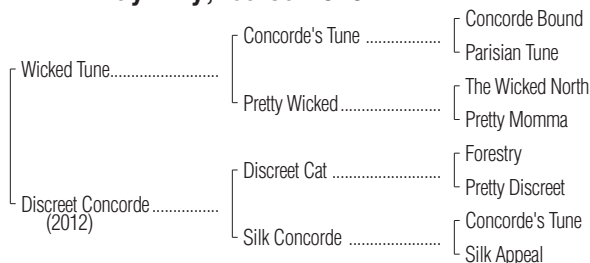 Concorde Bound
Concorde's Tune ..................
Parisian Tune
Wicked Tune..........................
The Wicked North
Pretty Wicked........................
Pretty Momma
Forestry
Discreet Cat ..........................
Pretty Discreet
Discreet Concorde................
(2012)
Concorde's Tune
Silk Concorde ......................
Silk Appeal